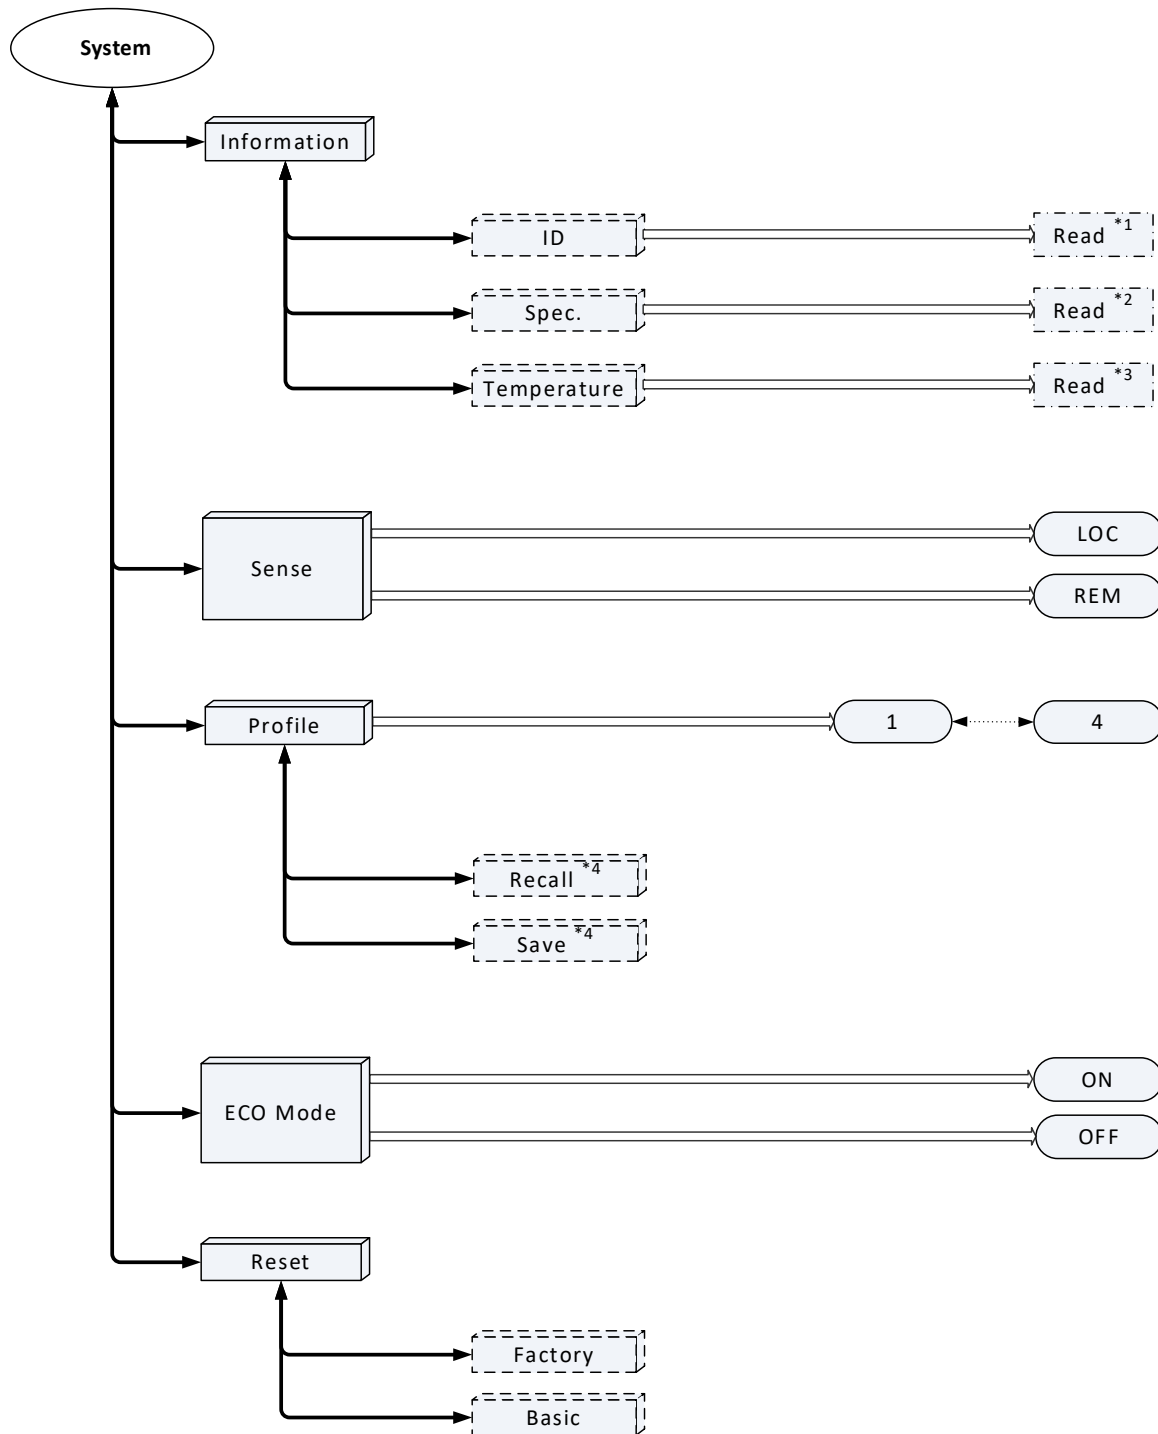 System
Information
ID
Read *1
Spec.
Read *2
Temperature
Read *3
Sense
LOC
REM
Profile
1
4
Recall *4
Save *4
ECO Mode
ON
OFF
Reset
Factory
Basic